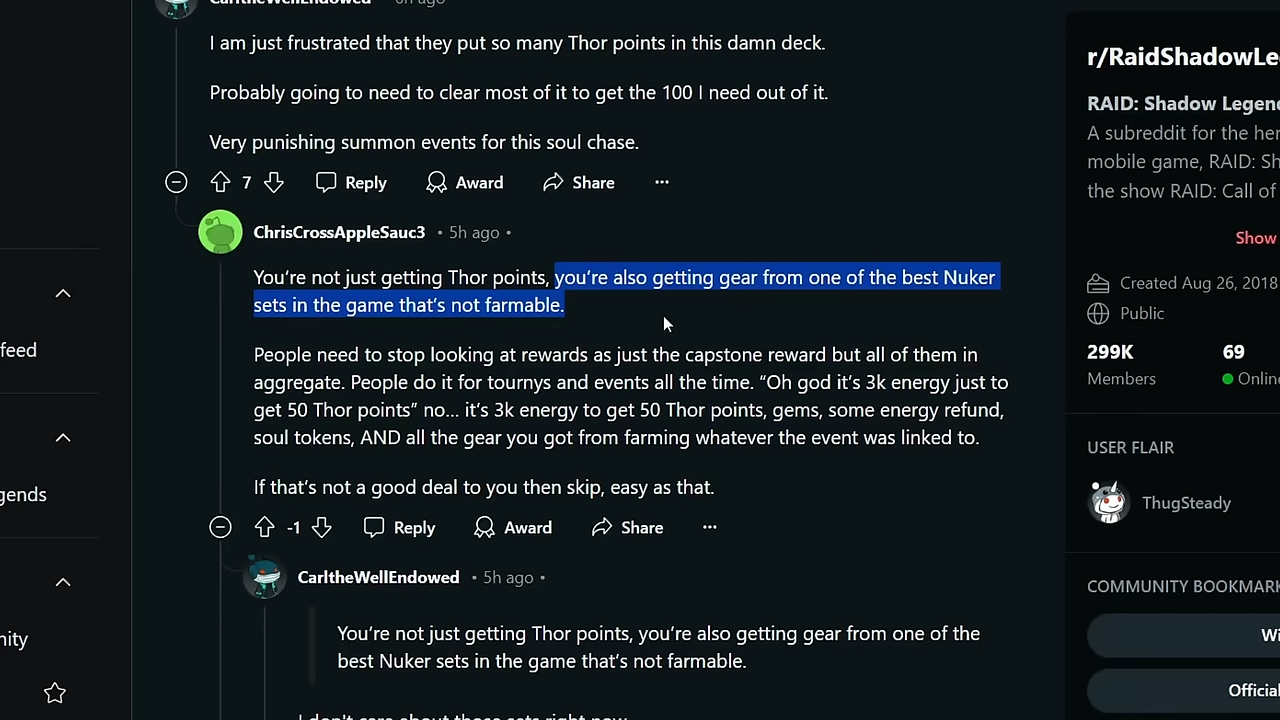 CarltheWellEndowed • 6h ago
I am just frustrated that they put so many Thor points in this damn deck.
Probably going to need to clear most of it to get the 100 I need out of it.
Very punishing summon events for this soul chase.
7 Reply Award Share
ChrisCrossAppleSauc3 • 5h ago •
You’re not just getting Thor points, you’re also getting gear from one of the best Nuker
sets in the game that’s not farmable.
People need to stop looking at rewards as just the capstone reward but all of them in
aggregate. People do it for tournys and events all the time. “Oh god it’s 3k energy just to
get 50 Thor points” no... it’s 3k energy to get 50 Thor points, gems, some energy refund,
soul tokens, AND all the gear you got from farming whatever the event was linked to.
If that’s not a good deal to you then skip, easy as that.
-1 Reply Award Share
CarltheWellEndowed • 5h ago •
You’re not just getting Thor points, you’re also getting gear from one of the
best Nuker sets in the game that’s not farmable.
I don't care about those sets right now
feed
gends
nity
r/RaidShadowLe
RAID: Shadow Legend
A subreddit for the her
mobile game, RAID: Sh
the show RAID: Call of
Show
Created Aug 26, 2018
Public
299K 69
Members Online
USER FLAIR
ThugSteady
COMMUNITY BOOKMARK
Wi
Official